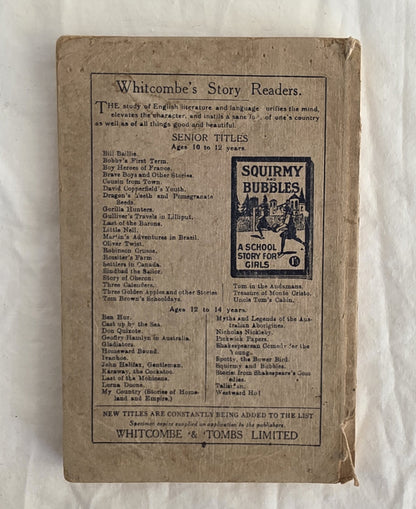 Whitcombe's Story Readers.
THE study of English literature and language purifies the mind,
elevates the character, and instils a sane love of one's country
as well as of all things good and beautiful.
SENIOR TITLES
Ages 10 to 12 years.
Bill Baillie.
Bobby's First Term.
Boy Heroes of France.
Brave Boys and Other Stories.
Cousin from Town.
David Copperfield's Youth.
Dragon's Teeth and Pomegranate
Seeds.
Gorilla Hunters.
Gulliver's Travels in Lilliput.
Last of the Barons.
Little Nell.
Martin's Adventures in Brazil.
Oliver Twist.
Robinson Crusoe.
Rossiter's Farm
Settlers in Canada.
Sindbad the Sailor.
Story of Oberon.
Three Calenders.
Three Golden Apples and other Stories
Tom Brown's Schooldays.
SQUIRMY
AND
BUBBLES
A SCHOOL
STORY FOR
GIRLS
Tom in the Andamans.
Treasure of Monte Cristo.
Uncle Tom's Cabin.
Ages 12 to 14 years.
Ben Hur.
Cast up by the Sea.
Don Quixote.
Geoffry Hamlyn in Australia.
Gladiators.
Homeward Bound.
Ivanhoe.
John Halifax, Gentleman.
Karaway, the Cockatoo.
Last of the Mohicans.
Lorna Doone.
My Country (Stories of Home-
land and Empire.)
Myths and Legends of the Aus-
tralian Aborigines.
Nicholas Nickleby.
Pickwick Papers.
Shakespearean Comedy for the
Young.
Spotty, the Bower Bird.
Squirmy and Bubbles.
Stories from Shakespeare's Com-
edies.
Talisman.
Westward Ho!
NEW TITLES ARE CONSTANTLY BEING ADDED TO THE LIST
Specimen copies supplied on application to the publishers.
WHITCOMBE & TOMBS LIMITED